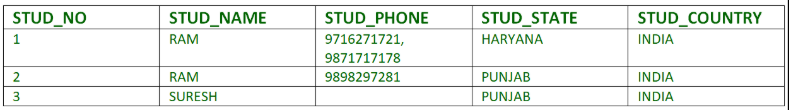 STUD_NO STUD_NAME STUD_PHONE STUD_STATE STUD_COUNTRY
1 RAM 9716271721, HARYANA INDIA
9871717178
2 RAM 9898297281 PUNJAB INDIA
3 SURESH PUNJAB INDIA